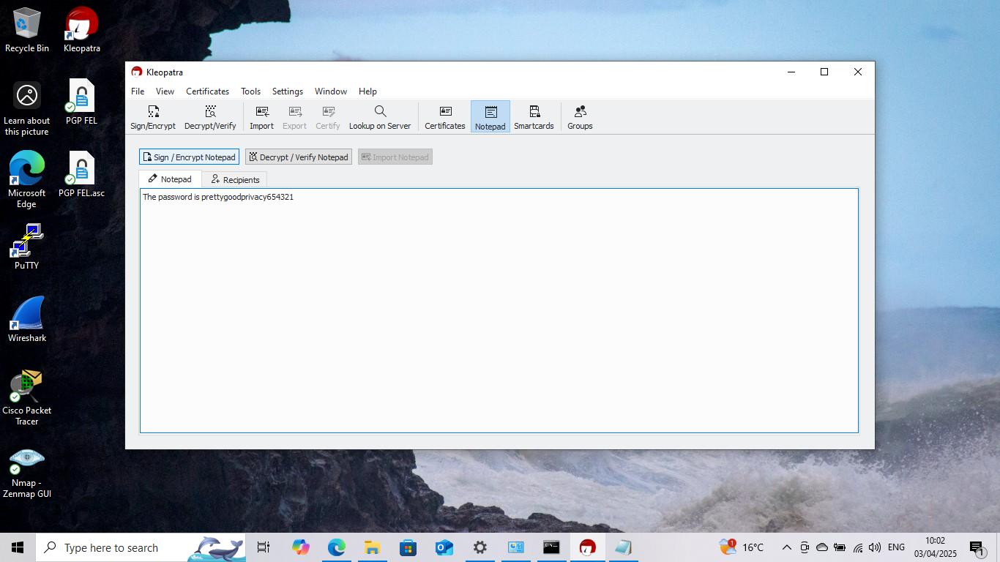 Recycle Bin
Kleopatra
Learn about
this picture
PGP FEL
Microsoft
Edge
PGP FEL.asc
PuTTY
Wireshark
Cisco Packet
Tracer
Nmap -
Zenmap GUI
Kleopatra
File View Certificates Tools Settings Window Help
Sign/Encrypt Decrypt/Verify Import Export Certify Lookup on Server Certificates Notepad Smartcards Groups
Sign / Encrypt Notepad Decrypt / Verify Notepad Import Notepad
Notepad Recipients
The password is prettygoodprivacy654321
Type here to search
1
16°C
ENG
10:02
03/04/2025
1